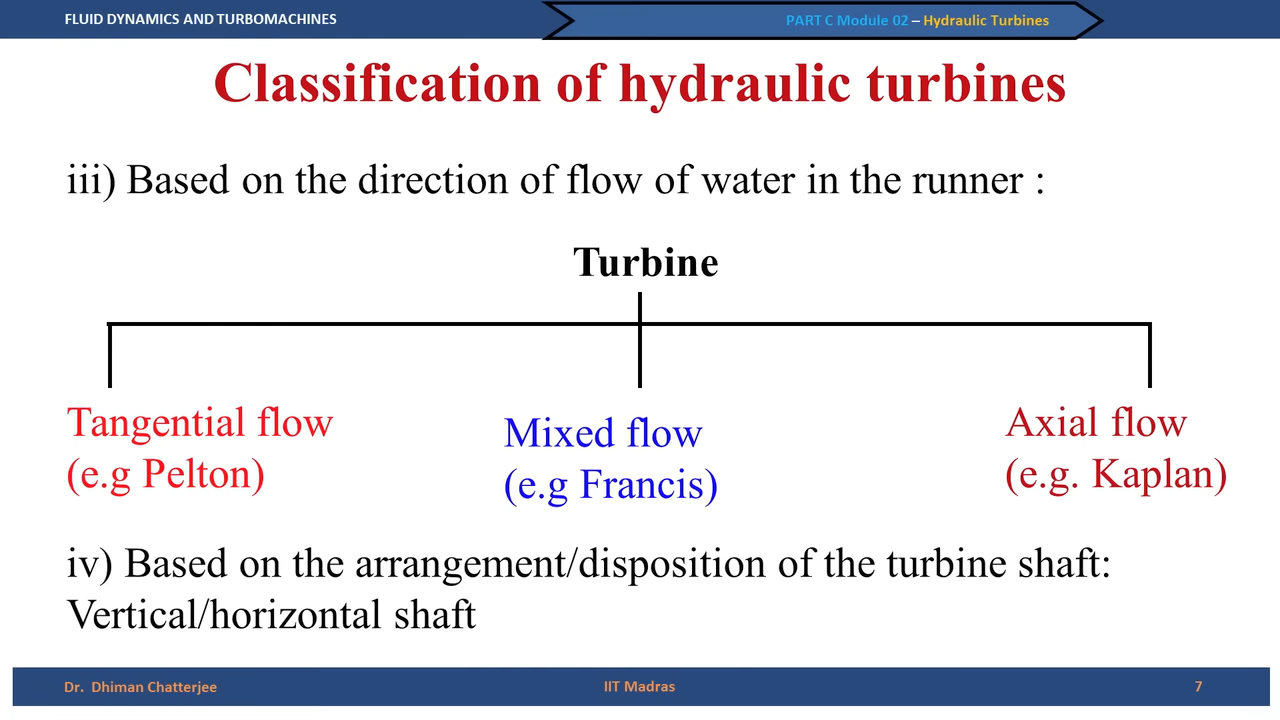 FLUID DYNAMICS AND TURBOMACHINES
PART C Module 02 – Hydraulic Turbines
Classification of hydraulic turbines
iii) Based on the direction of flow of water in the runner :
Turbine
Tangential flow
(e.g Pelton)
Mixed flow
(e.g Francis)
Axial flow
(e.g. Kaplan)
iv) Based on the arrangement/disposition of the turbine shaft:
Vertical/horizontal shaft
Dr. Dhiman Chatterjee
IIT Madras
7